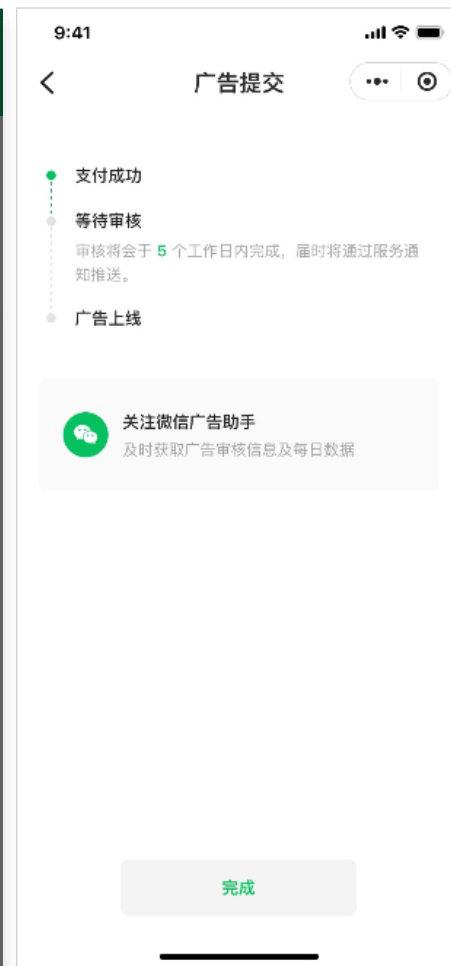 9:41
广告提交
支付成功
等待审核
审核将会于 5 个工作日内完成，届时将通过服务通
知推送。
广告上线
关注微信广告助手
及时获取广告审核信息及每日数据
完成